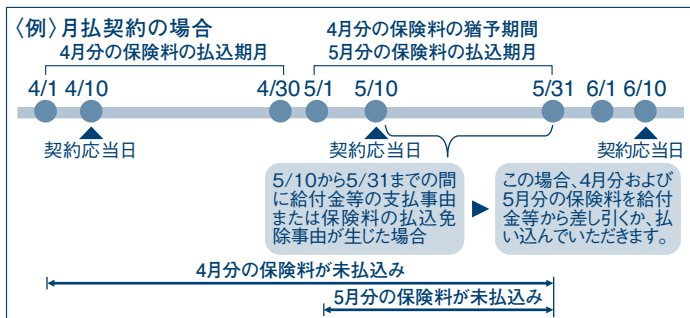 〈例〉月払契約の場合
4月分の保険料の払込期月
4月分の保険料の猶予期間
5月分の保険料の払込期月
4/1 4/10 4/30 5/1 5/10 5/31 6/1 6/10
契約応当日 契約応当日 契約応当日
5/10から5/31までの間
に給付金等の支払事由
または保険料の払込免
除事由が生じた場合
この場合、4月分および
5月分の保険料を給付
金等から差し引くか、払
い込んでいただきます。
4月分の保険料が未払込み
5月分の保険料が未払込み